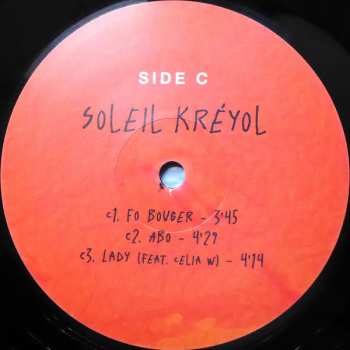 SIDE C
SOLEIL KRÉYOL
C1. FO BOUGER - 3'45
C2. ABO - 4'29
C3. LADY (FEAT. CELIA W) - 4'14